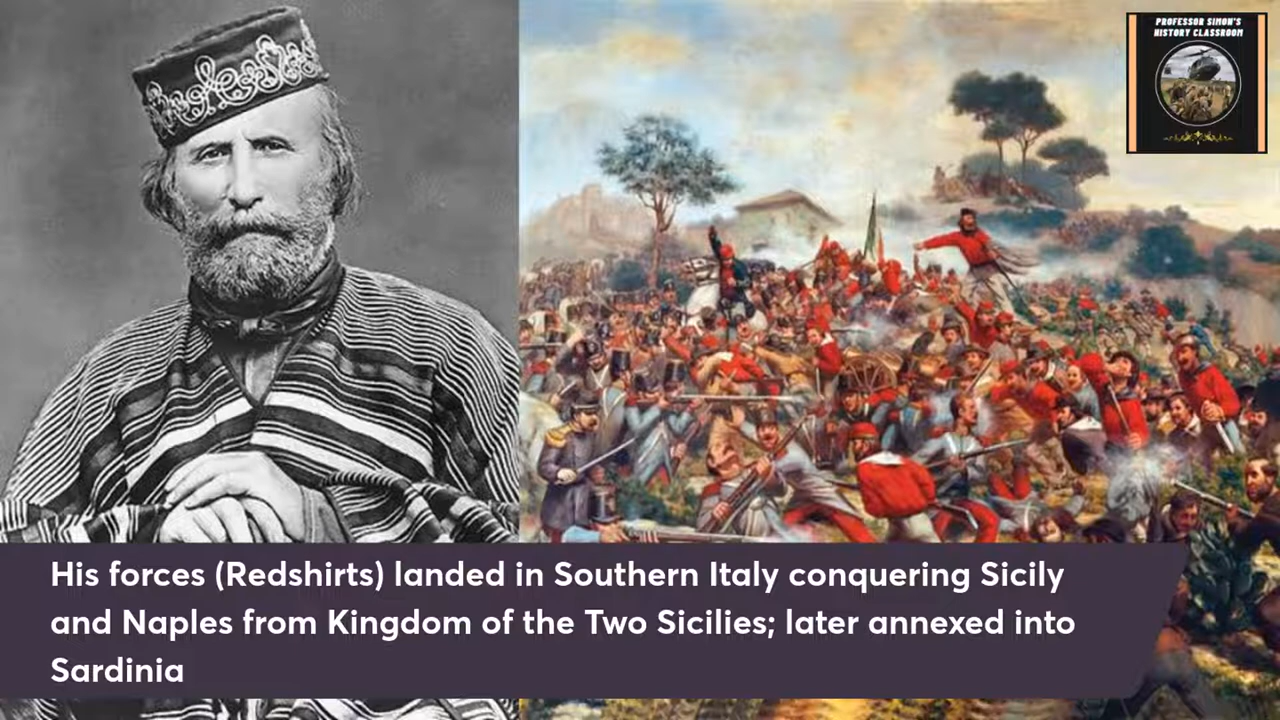 PROFESSOR SIMON'S
HISTORY CLASSROOM
His forces (Redshirts) landed in Southern Italy conquering Sicily
and Naples from Kingdom of the Two Sicilies; later annexed into
Sardinia